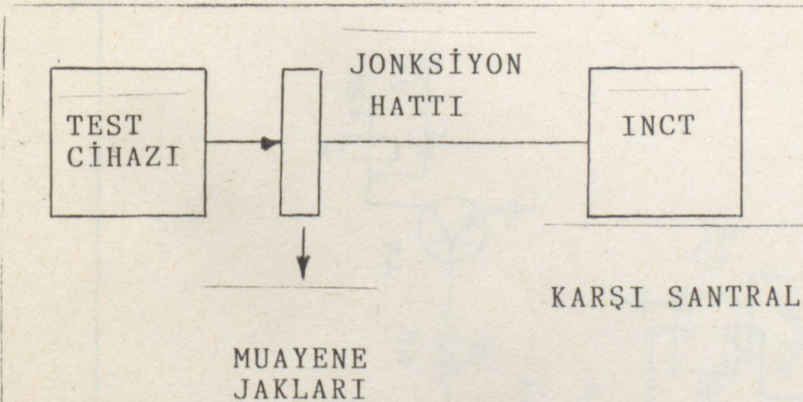 JONKSİYON
HATTI
TEST
CİHAZI
INCT
KARŞI SANTRAL
MUAYENE
JAKLARI